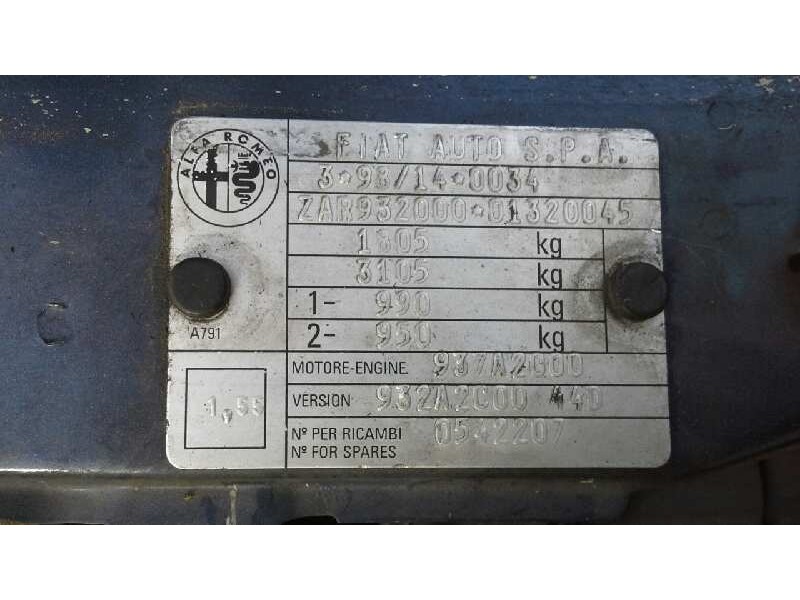 ALFA ROMEO
FIAT AUTO S.P.A.
3*98/14*0034
ZAR932000*01320045
1805 kg
3105 kg
1- 990 kg
2- 950 kg
A791
MOTORE-ENGINE 937A2000
VERSION 932A2C00 44D
1,55
Nº PER RICAMBI 0542207
Nº FOR SPARES